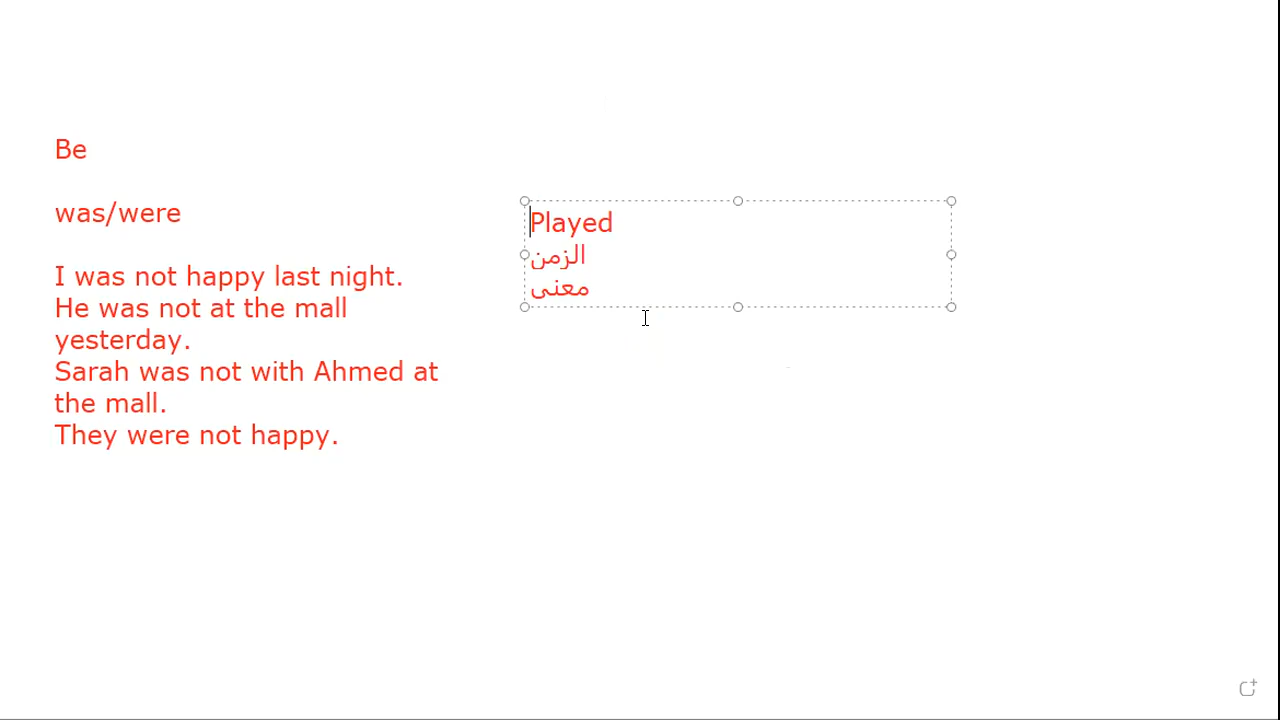 Be
was/were
I was not happy last night.
He was not at the mall
yesterday.
Sarah was not with Ahmed at
the mall.
They were not happy.
Played
الزمن
معنى